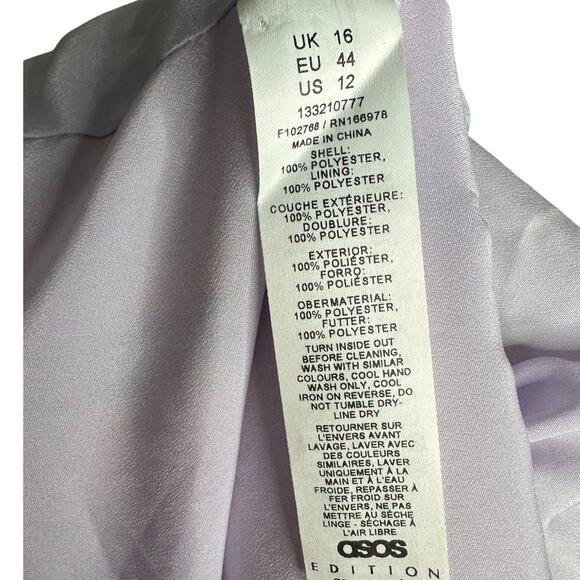 UK 16
EU 44
US 12
133210777
F102768 / RN166978
MADE IN CHINA
SHELL:
100% POLYESTER,
LINING:
100% POLYESTER
COUCHE EXTÉRIEURE:
100% POLYESTER,
DOUBLURE:
100% POLYESTER
EXTERIOR:
100% POLIÉSTER,
FORRO:
100% POLIÉSTER
OBERMATERIAL:
100% POLYESTER,
FUTTER:
100% POLYESTER
TURN INSIDE OUT
BEFORE CLEANING,
WASH WITH SIMILAR
COLOURS, COOL HAND
WASH ONLY, COOL
IRON ON REVERSE, DO
NOT TUMBLE DRY-
LINE DRY
RETOURNER SUR
L'ENVERS AVANT
LAVAGE, LAVER AVEC
DES COULEURS
SIMILAIRES, LAVER
UNIQUEMENT À LA
MAIN ET À L'EAU
FROIDE, REPASSER À
FER FROID SUR
L'ENVERS, NE PAS
METTRE AU SÈCHE
LINGE - SÉCHAGE À
L'AIR LIBRE
asos
EDITION